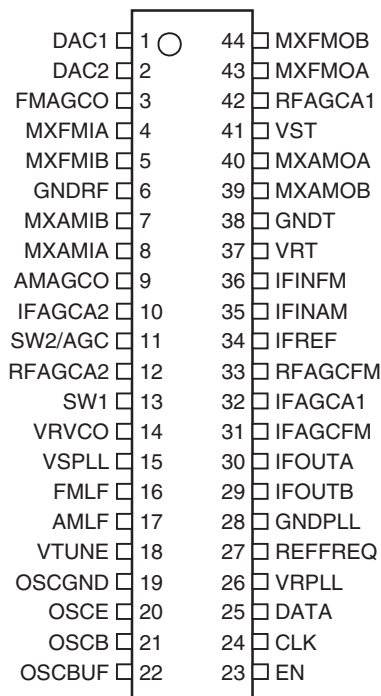 DAC1 1 44 MXFMOB
DAC2 2 43 MXFMOA
FMAGCO 3 42 RFAGCA1
MXFMIA 4 41 VST
MXFMIB 5 40 MXAMOA
GNDRF 6 39 MXAMOB
MXAMIB 7 38 GNDT
MXAMIA 8 37 VRT
AMAGCO 9 36 IFINFM
IFAGCA2 10 35 IFINAM
SW2/AGC 11 34 IFREF
RFAGCA2 12 33 RFAGCFM
SW1 13 32 IFAGCA1
VRVCO 14 31 IFAGCFM
VSPLL 15 30 IFOUTA
FMLF 16 29 IFOUTB
AMLF 17 28 GNDPLL
VTUNE 18 27 REFFREQ
OSCGND 19 26 VRPLL
OSCE 20 25 DATA
OSCB 21 24 CLK
OSCBUF 22 23 EN